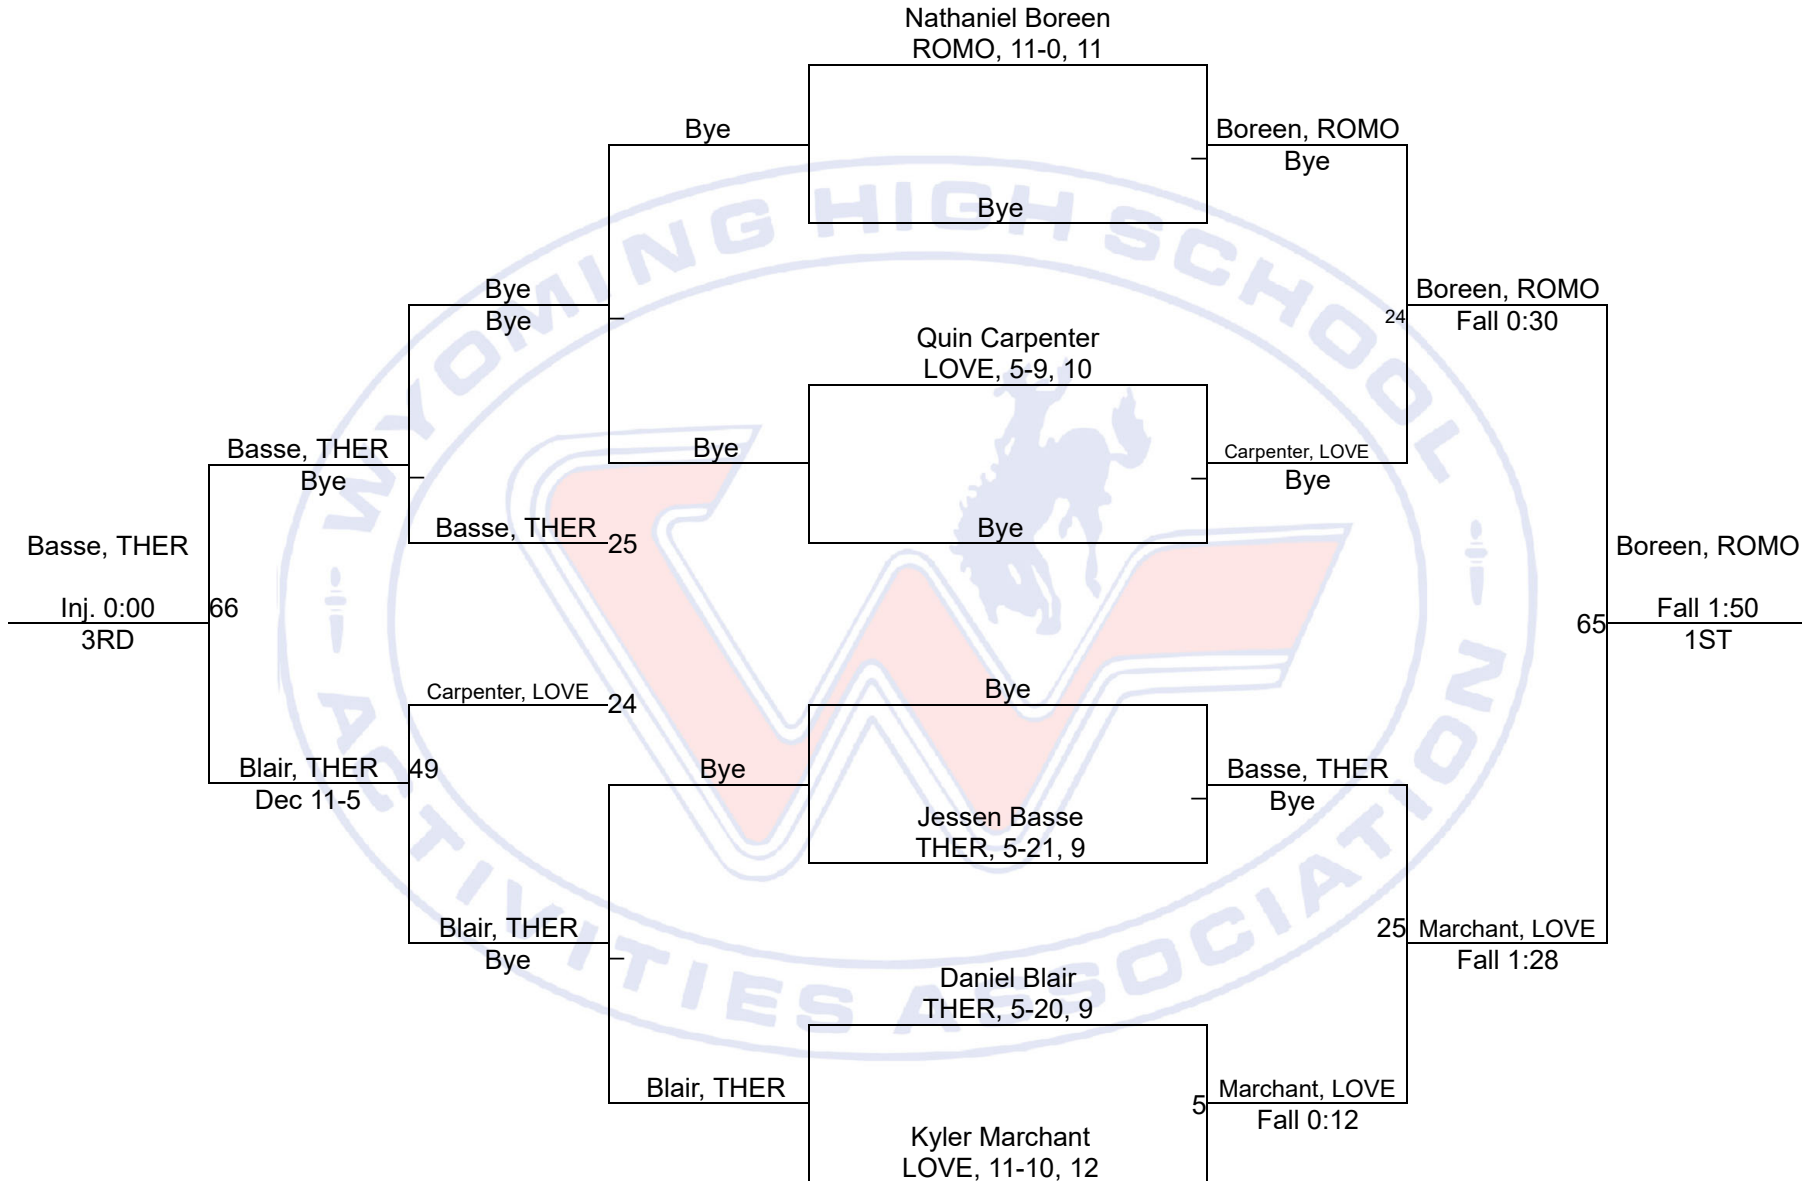 Nathaniel Boreen
ROMO, 11-0, 11
Bye
Boreen, ROMO
Bye
Bye
Bye
Bye
Boreen, ROMO
24
Fall 0:30
Quin Carpenter
LOVE, 5-9, 10
Basse, THER
Bye
Bye
Carpenter, LOVE
Bye
Basse, THER
25
Bye
Basse, THER
Boreen, ROMO
Inj. 0:00
66
3RD
65
Fall 1:50
1ST
Carpenter, LOVE
24
Bye
Blair, THER
49
Dec 11-5
Bye
Basse, THER
Bye
Jessen Basse
THER, 5-21, 9
Blair, THER
Bye
25
Marchant, LOVE
Fall 1:28
Daniel Blair
THER, 5-20, 9
Blair, THER
5
Marchant, LOVE
Fall 0:12
Kyler Marchant
LOVE, 11-10, 12
WYOMING HIGH SCHOOL
ACTIVITIES ASSOCIATION